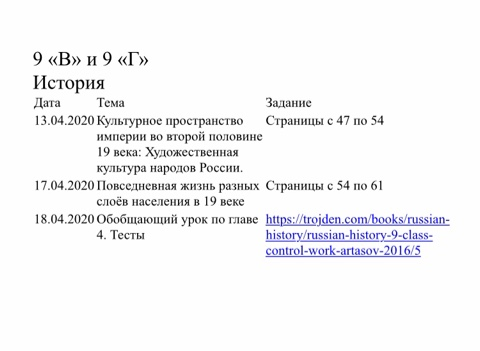 9 «В» и 9 «Г»
История
Дата Тема Задание
13.04.2020 Культурное пространство Страницы с 47 по 54
империи во второй половине
19 века: Художественная
культура народов России.
17.04.2020 Повседневная жизнь разных Страницы с 54 по 61
слоёв населения в 19 веке
18.04.2020 Обобщающий урок по главе https://trojden.com/books/russian-
4. Тесты history/russian-history-9-class-
control-work-artasov-2016/5